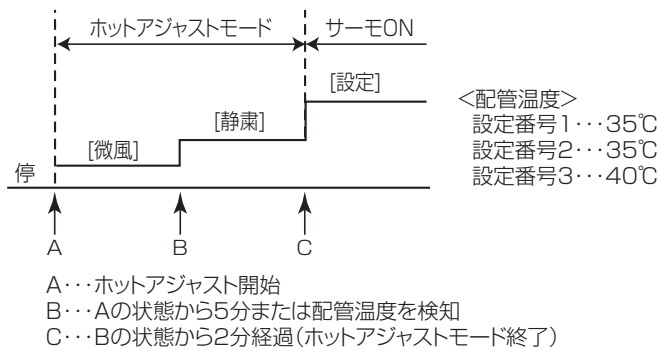 ホットアジャストモード
サーモON
[設定]
[静粛]
[微風]
停
A
B
C
<配管温度>
設定番号1・・・35℃
設定番号2・・・35℃
設定番号3・・・40℃
A・・・ホットアジャスト開始
B・・・Aの状態から5分または配管温度を検知
C・・・Bの状態から2分経過(ホットアジャストモード終了)